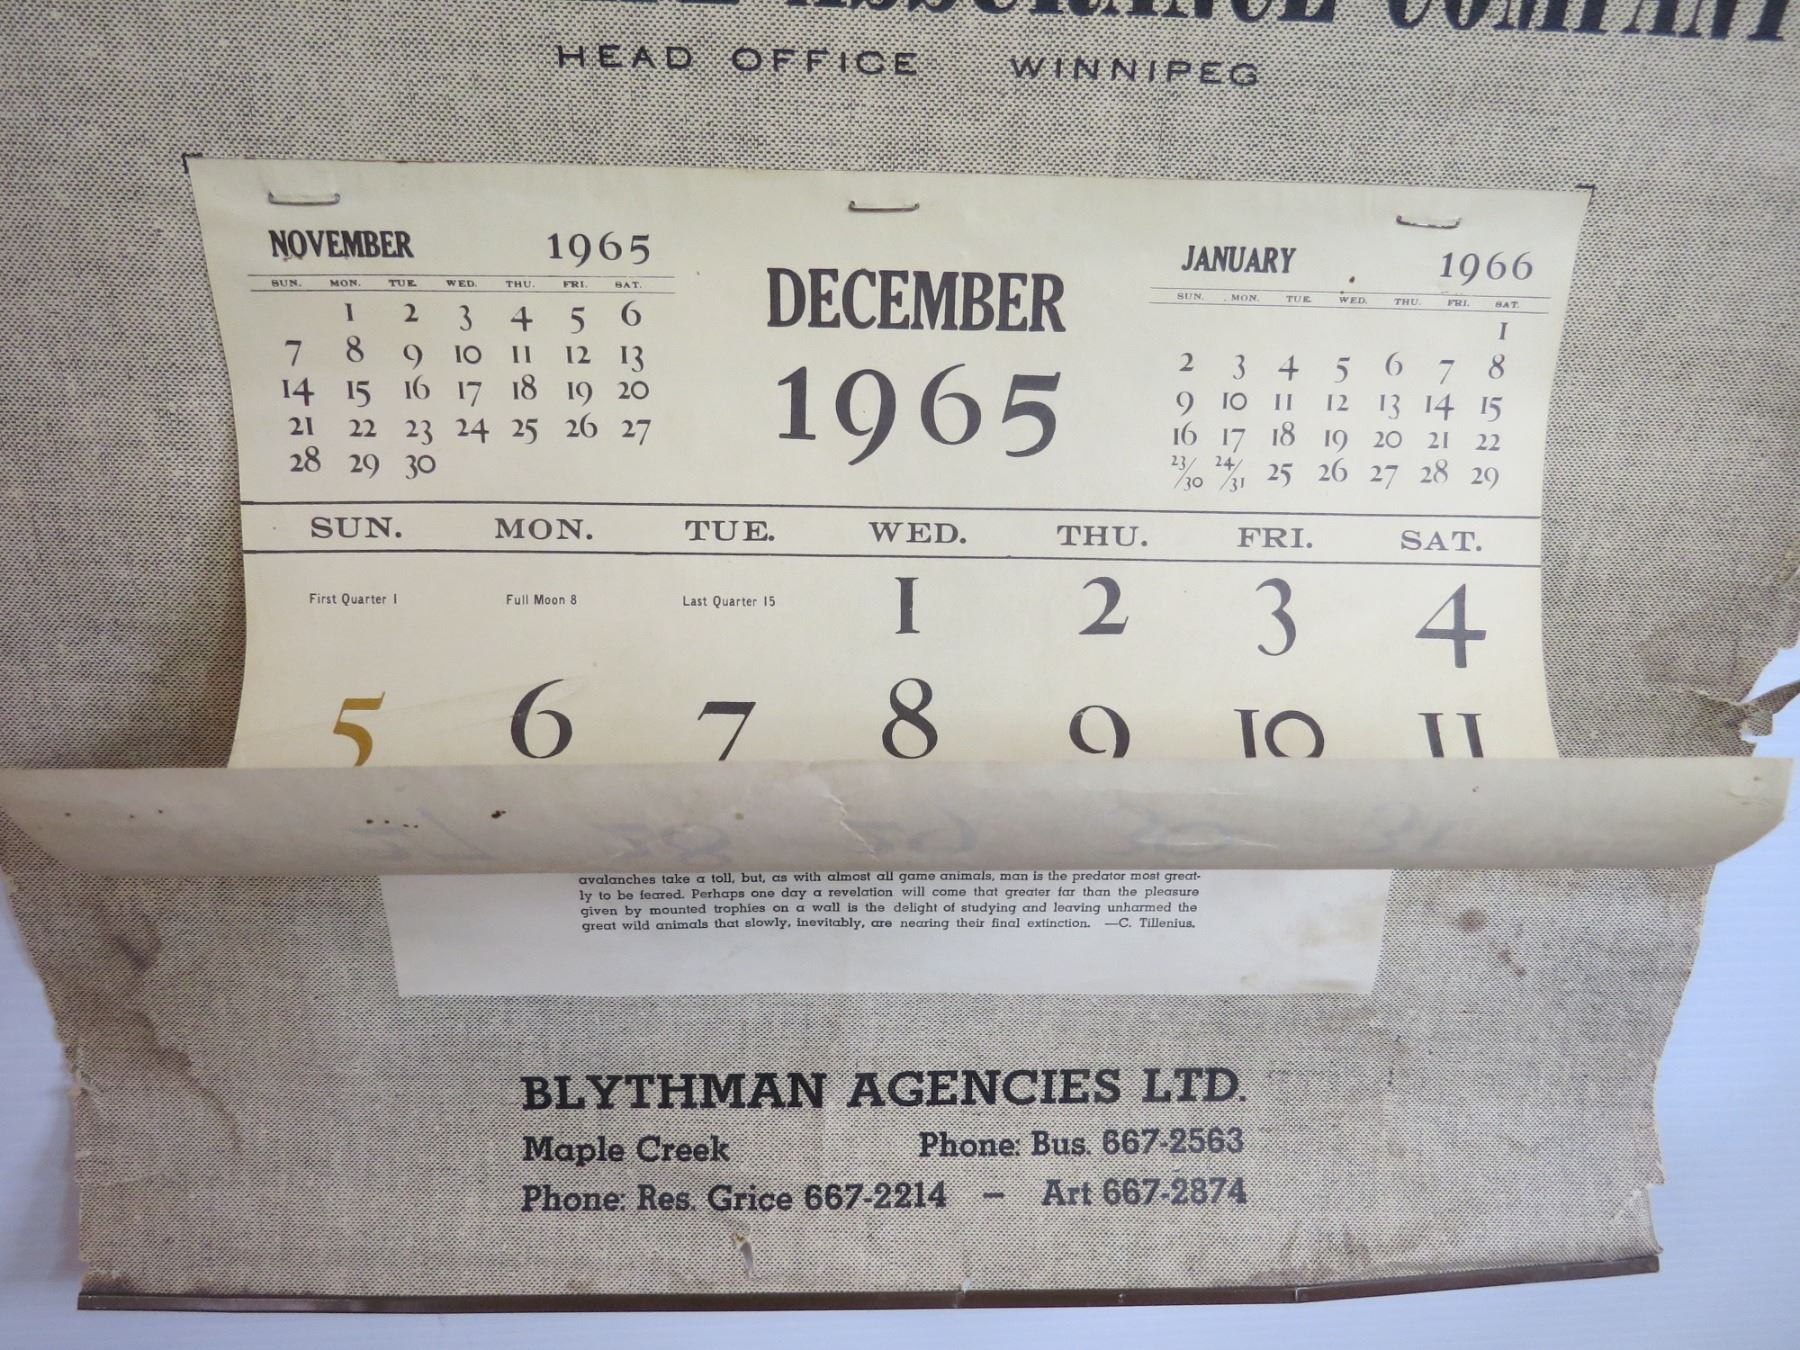 ASSURANCE COMPANY
HEAD OFFICE WINNIPEG
NOVEMBER 1965
SUN. MON. TUE. WED. THU. FRI. SAT.
1 2 3 4 5 6
7 8 9 10 11 12 13
14 15 16 17 18 19 20
21 22 23 24 25 26 27
28 29 30
DECEMBER
1965
JANUARY 1966
SUN. MON. TUE. WED. THU. FRI. SAT.
1
2 3 4 5 6 7 8
9 10 11 12 13 14 15
16 17 18 19 20 21 22
23/30 24/31 25 26 27 28 29
SUN. MON. TUE. WED. THU. FRI. SAT.
First Quarter 1 Full Moon 8 Last Quarter 15 1 2 3 4
5 6 7 8 9 10 11
avalanches take a toll, but, as with almost all game animals, man is the predator most great-
ly to be feared. Perhaps one day a revelation will come that greater far than the pleasure
given by mounted trophies on a wall is the delight of studying and leaving unharmed the
great wild animals that slowly, inevitably, are nearing their final extinction. —C. Tillenius.
BLYTHMAN AGENCIES LTD.
Maple Creek Phone: Bus. 667-2563
Phone: Res. Grice 667-2214 – Art 667-2874